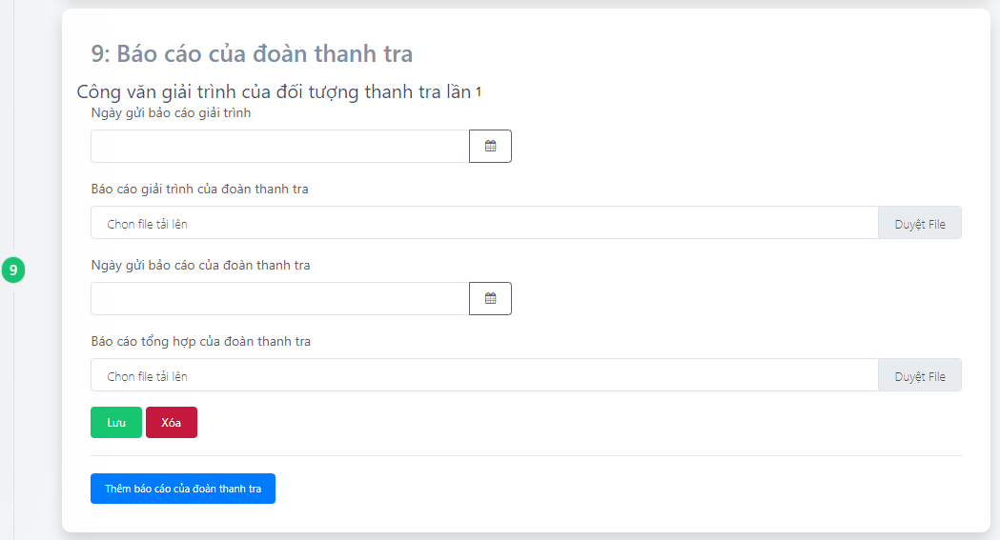 9: Báo cáo của đoàn thanh tra
Công văn giải trình của đối tượng thanh tra lần 1
Ngày gửi bảo cáo giải trình
Báo cáo giải trình của đoàn thanh tra
Chọn file tải lên
Duyệt File
9
Ngày gửi bảo cáo của đoàn thanh tra
Báo cáo tổng hợp của đoàn thanh tra
Chọn file tải lên
Duyệt File
Lưu
Xóa
Thêm báo cáo của đoàn thanh tra